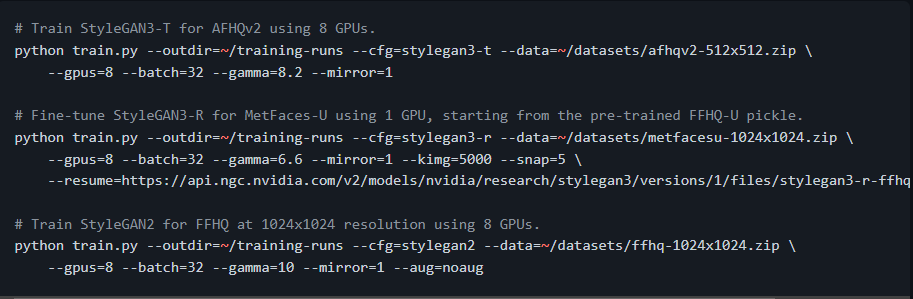 # Train StyleGAN3-T for AFHQv2 using 8 GPUs.
python train.py --outdir=~/training-runs --cfg=stylegan3-t --data=~/datasets/afhqv2-512x512.zip \
--gpus=8 --batch=32 --gamma=8.2 --mirror=1
# Fine-tune StyleGAN3-R for MetFaces-U using 1 GPU, starting from the pre-trained FFHQ-U pickle.
python train.py --outdir=~/training-runs --cfg=stylegan3-r --data=~/datasets/metfacesu-1024x1024.zip \
--gpus=8 --batch=32 --gamma=6.6 --mirror=1 --kimg=5000 --snap=5 \
--resume=https://api.ngc.nvidia.com/v2/models/nvidia/research/stylegan3/versions/1/files/stylegan3-r-ffhq
# Train StyleGAN2 for FFHQ at 1024x1024 resolution using 8 GPUs.
python train.py --outdir=~/training-runs --cfg=stylegan2 --data=~/datasets/ffhq-1024x1024.zip \
--gpus=8 --batch=32 --gamma=10 --mirror=1 --aug=noaug